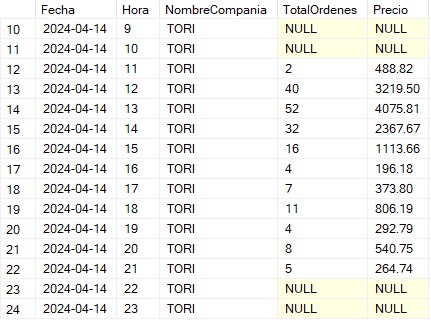 Fecha Hora NombreCompania TotalOrdenes Precio
10 2024-04-14 9 TORI NULL NULL
11 2024-04-14 10 TORI NULL NULL
12 2024-04-14 11 TORI 2 488.82
13 2024-04-14 12 TORI 40 3219.50
14 2024-04-14 13 TORI 52 4075.81
15 2024-04-14 14 TORI 32 2367.67
16 2024-04-14 15 TORI 16 1113.66
17 2024-04-14 16 TORI 4 196.18
18 2024-04-14 17 TORI 7 373.80
19 2024-04-14 18 TORI 11 806.19
20 2024-04-14 19 TORI 4 292.79
21 2024-04-14 20 TORI 8 540.75
22 2024-04-14 21 TORI 5 264.74
23 2024-04-14 22 TORI NULL NULL
24 2024-04-14 23 TORI NULL NULL